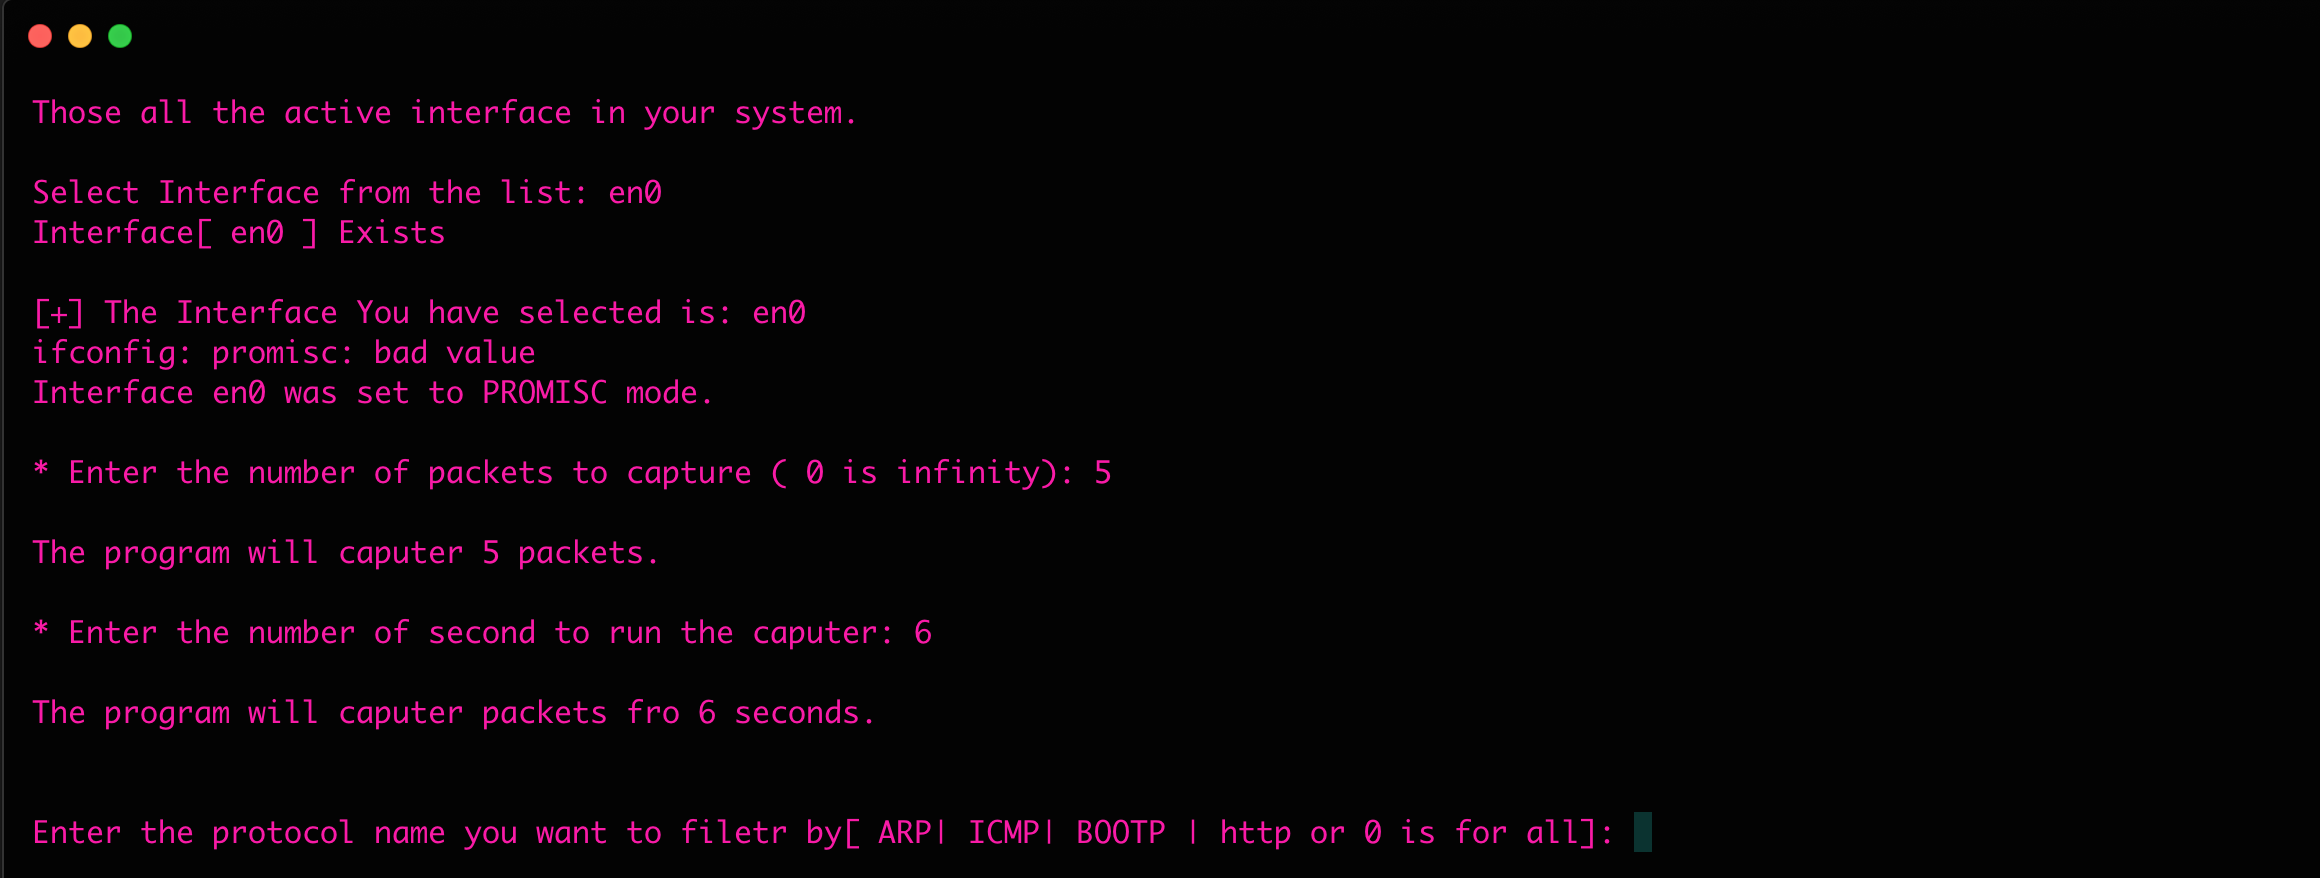 Those all the active interface in your system.
Select Interface from the list: en0
Interface[ en0 ] Exists
[+] The Interface You have selected is: en0
ifconfig: promisc: bad value
Interface en0 was set to PROMISC mode.
* Enter the number of packets to capture ( 0 is infinity): 5
The program will caputer 5 packets.
* Enter the number of second to run the caputer: 6
The program will caputer packets fro 6 seconds.
Enter the protocol name you want to filetr by[ ARP| ICMP| BOOTP | http or 0 is for all]: